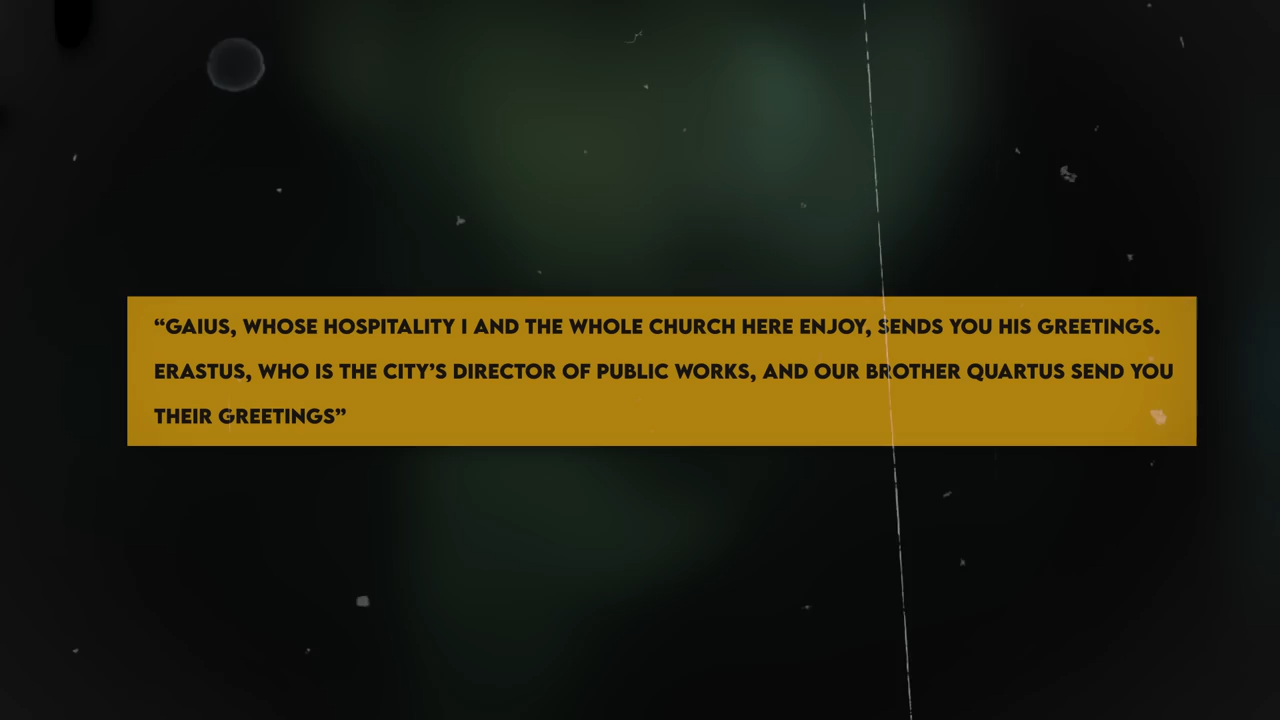 “GAIUS, WHOSE HOSPITALITY I AND THE WHOLE CHURCH HERE ENJOY, SENDS YOU HIS GREETINGS.
ERASTUS, WHO IS THE CITY’S DIRECTOR OF PUBLIC WORKS, AND OUR BROTHER QUARTUS SEND YOU
THEIR GREETINGS”